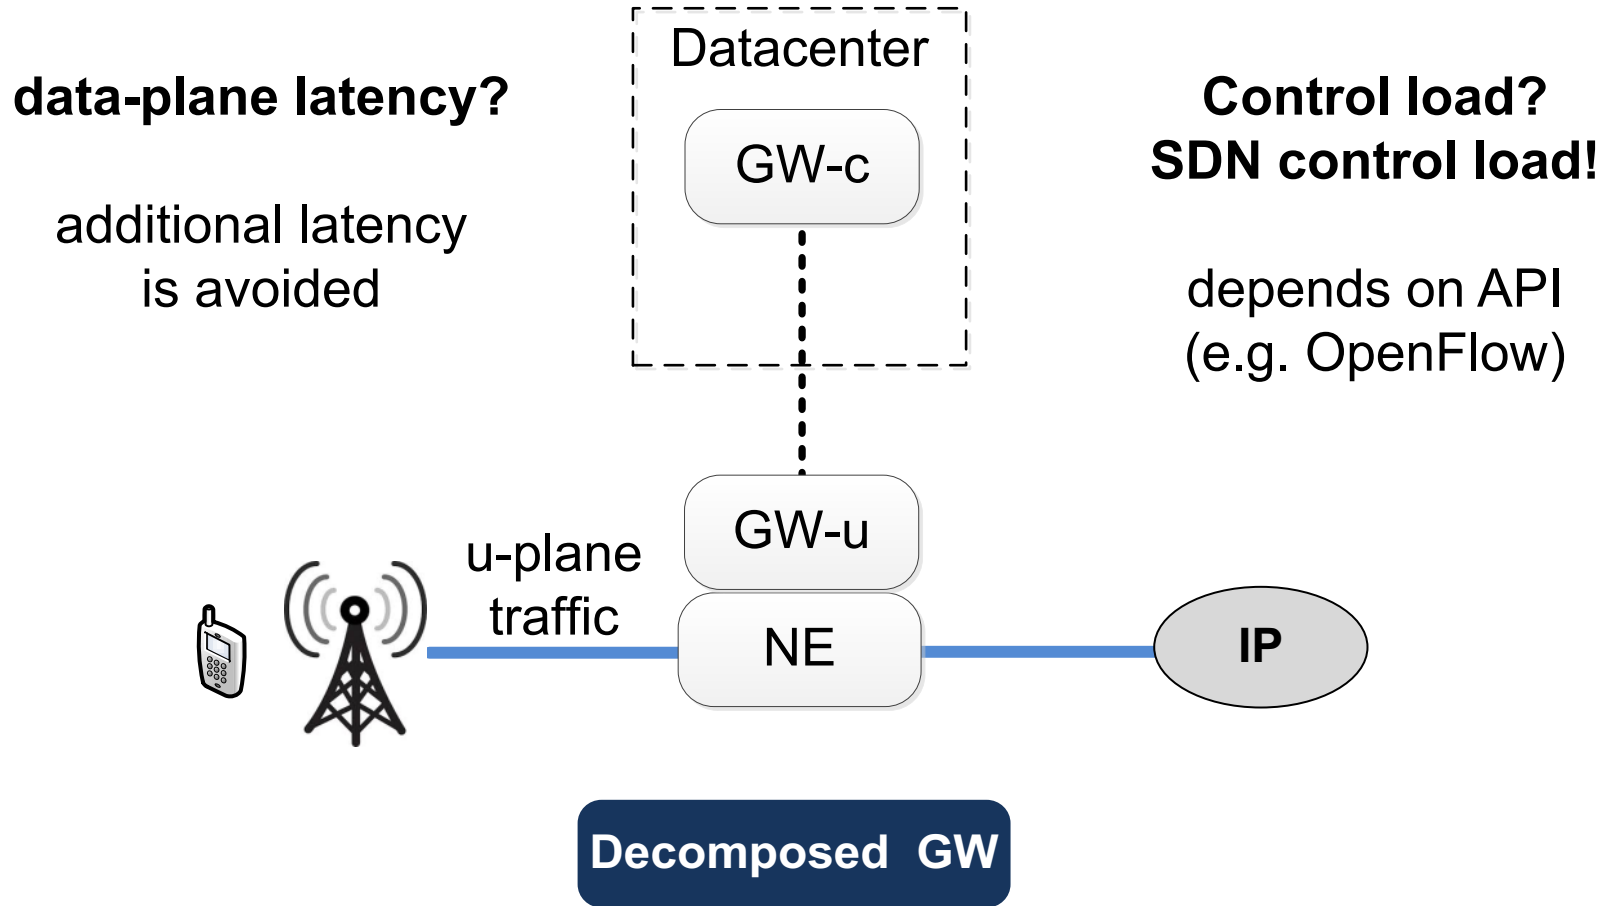 Datacenter
data-plane latency?
additional latency
is avoided
GW-c
Control load?
SDN control load!
depends on API
(e.g. OpenFlow)
GW-u
u-plane
traffic
NE
IP
Decomposed GW